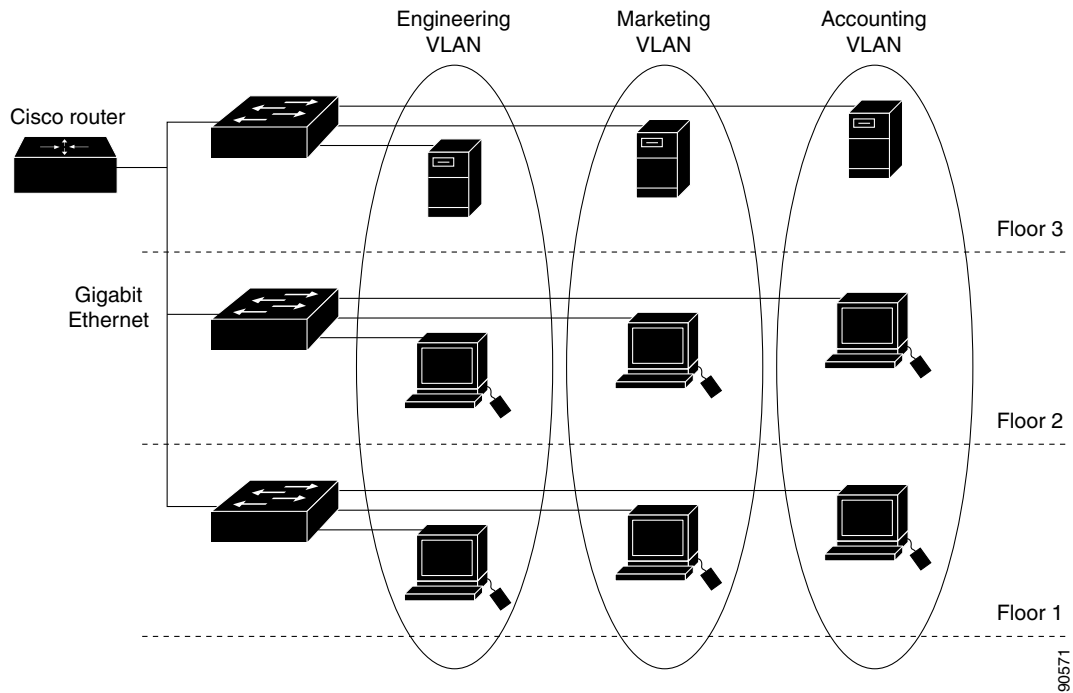 Engineering
VLAN
Marketing
VLAN
Accounting
VLAN
Cisco router
Floor 3
Gigabit
Ethernet
Floor 2
Floor 1
90571